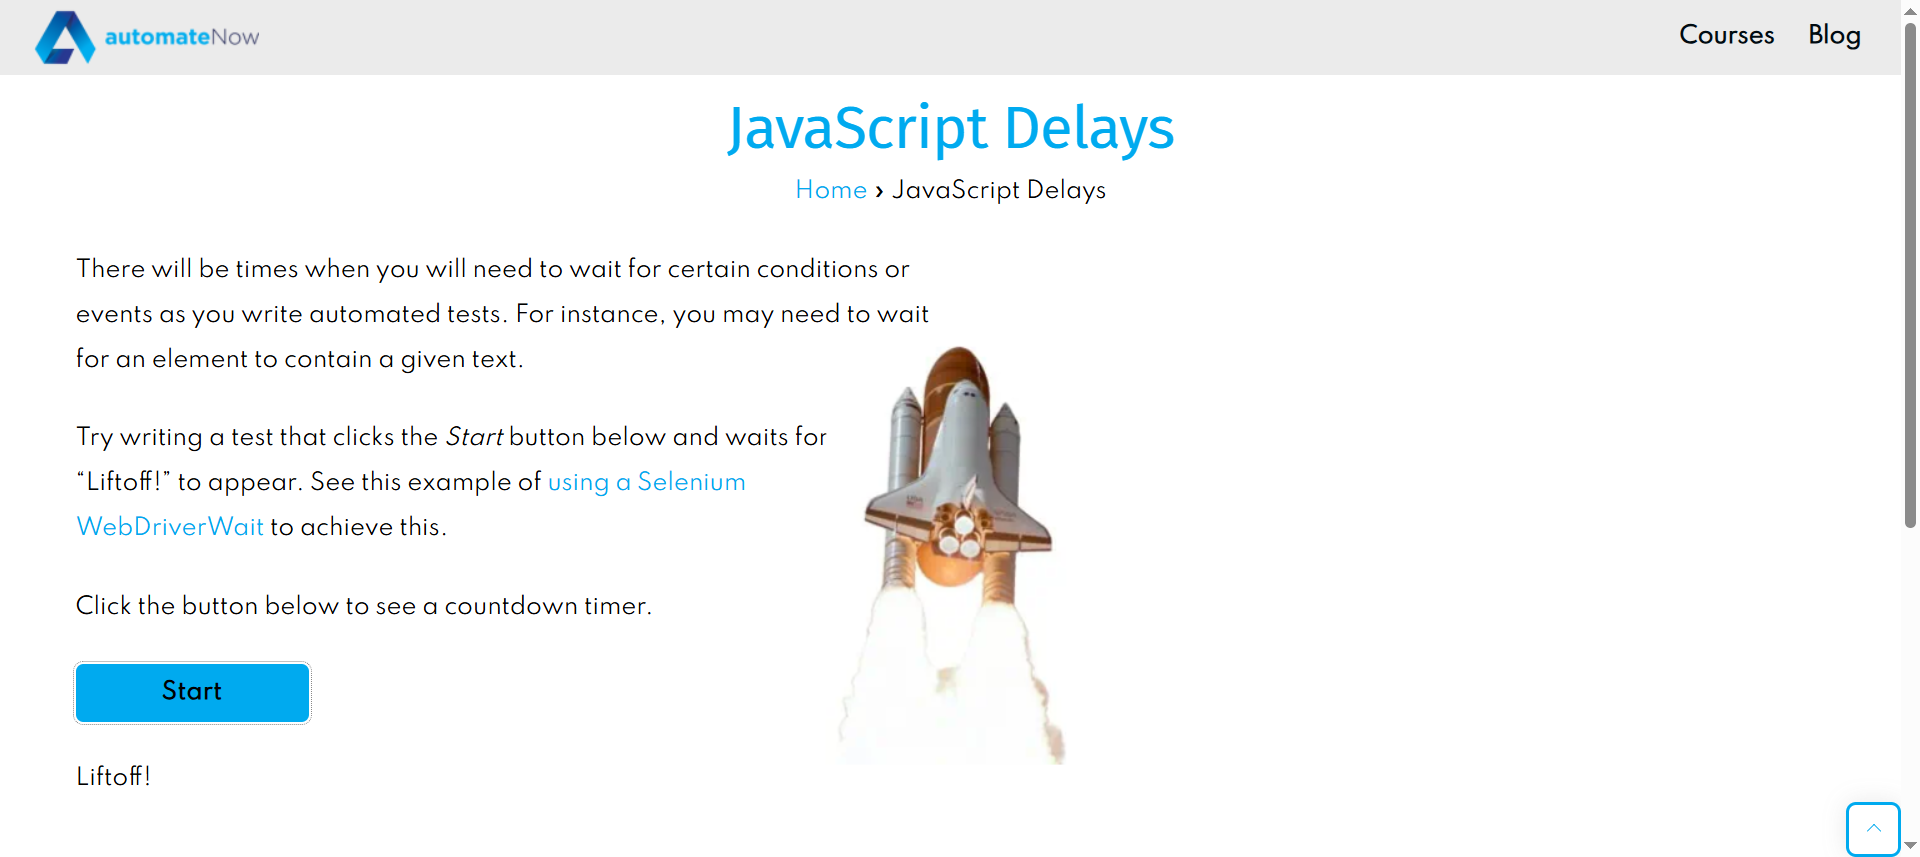 automateNow
Courses Blog
JavaScript Delays
Home › JavaScript Delays
There will be times when you will need to wait for certain conditions or
events as you write automated tests. For instance, you may need to wait
for an element to contain a given text.
Try writing a test that clicks the Start button below and waits for
“Liftoff!” to appear. See this example of using a Selenium
WebDriverWait to achieve this.
Click the button below to see a countdown timer.
Start
Liftoff!